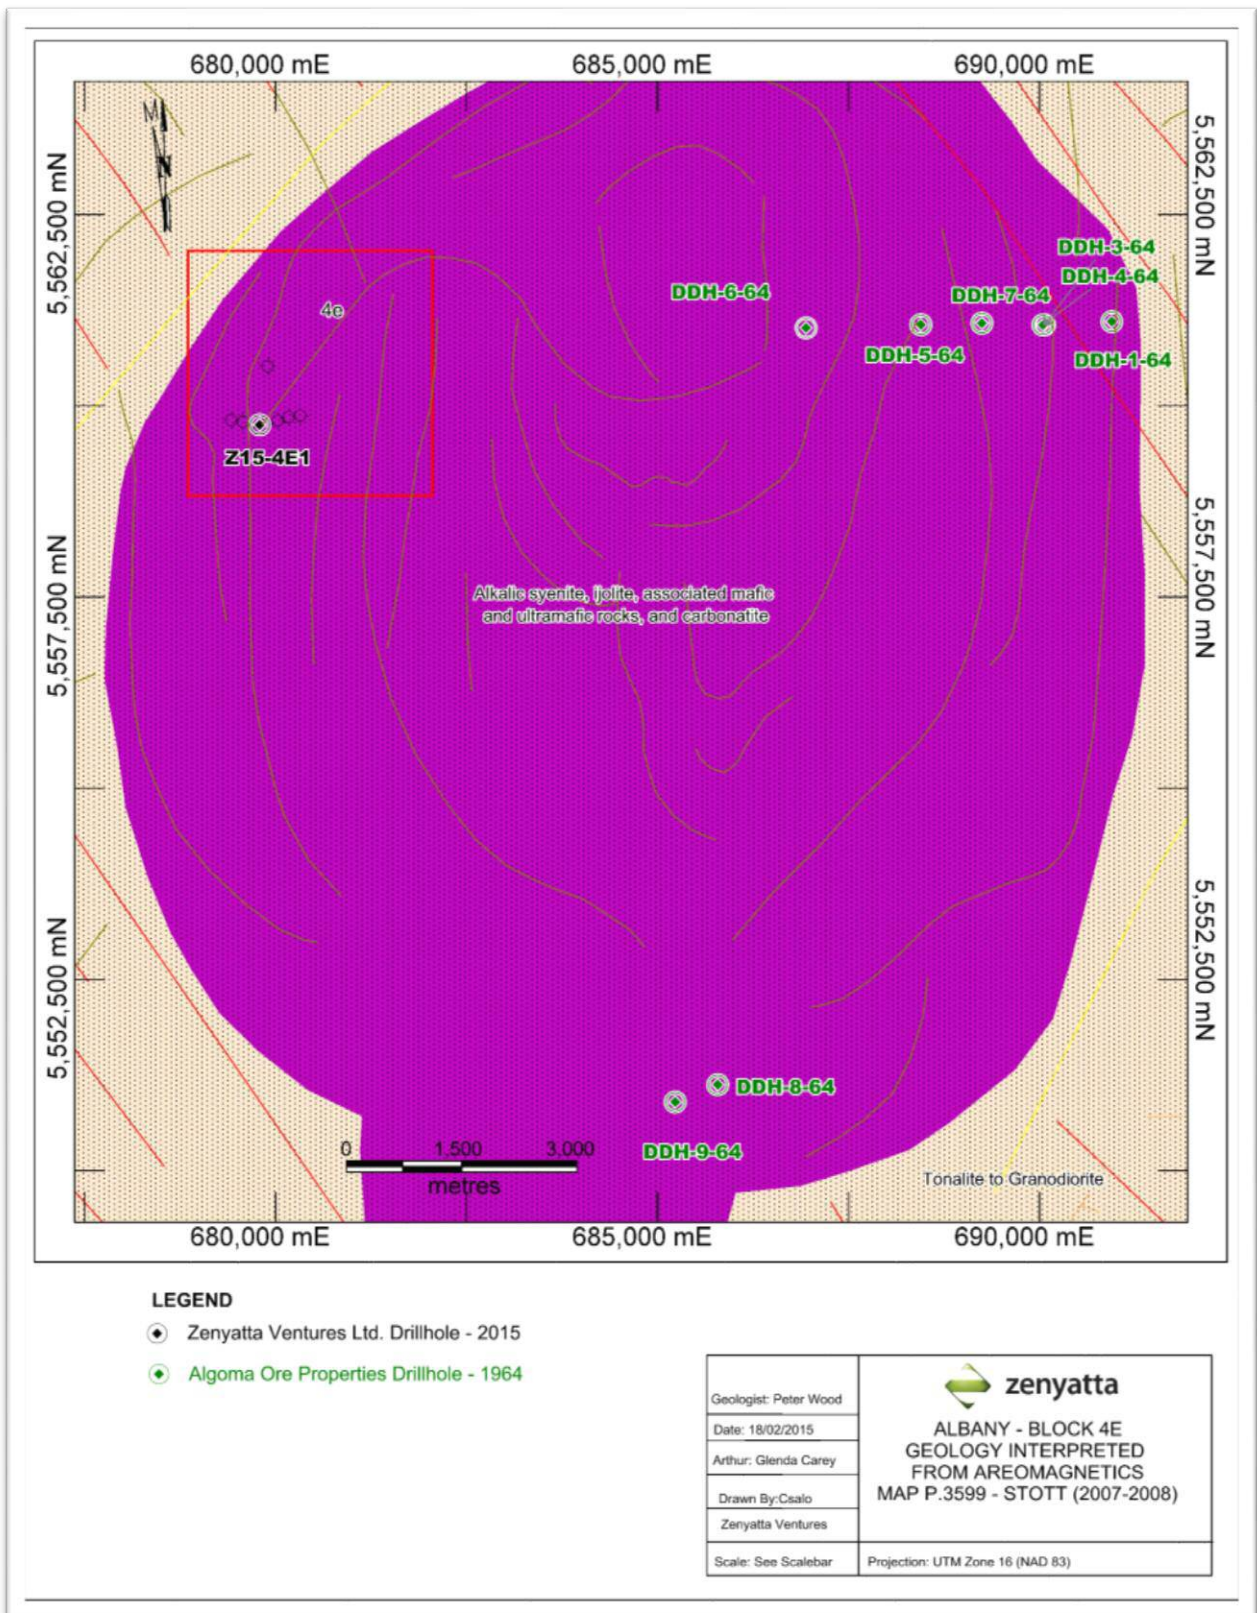 680,000 mE
685,000 mE
690,000 mE
5,562,500 mN
5,562,500 mN
N
DDH-3-64
DDH-4-64
DDH-6-64
DDH-7-64
4e
DDH-5-64
DDH-1-64
Z15-4E1
5,557,500 mN
5,557,500 mN
Alkalic syenite, ijolite, associated mafic
and ultramafic rocks, and carbonatite
5,552,500 mN
5,552,500 mN
DDH-8-64
0 1,500 3,000
DDH-9-64
metres
Tonalite to Granodiorite
680,000 mE
685,000 mE
690,000 mE
LEGEND
Zenyatta Ventures Ltd. Drillhole - 2015
Algoma Ore Properties Drillhole - 1964
Geologist: Peter Wood
Date: 18/02/2015
Arthur: Glenda Carey
Drawn By:Csalo
Zenyatta Ventures
Scale: See Scalebar
zenyatta
ALBANY - BLOCK 4E
GEOLOGY INTERPRETED
FROM AREOMAGNETICS
MAP P.3599 - STOTT (2007-2008)
Projection: UTM Zone 16 (NAD 83)